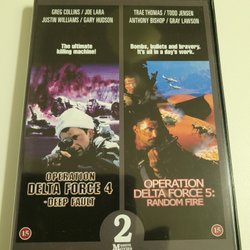 GREG COLLINS / JOE LARA
JUSTIN WILLIAMS / GARY HUDSON
The ultimate
killing machine!
OPERATION
DELTA FORCE 4
-DEEP FAULT
15
TRAE THOMAS / TODD JENSEN
ANTHONY BISHOP / GRAY LAWSON
Bombs, bullets and bravery.
It's all in a day's work.
OPERATION
DELTA FORCE 5:
RANDOM FIRE
15
2